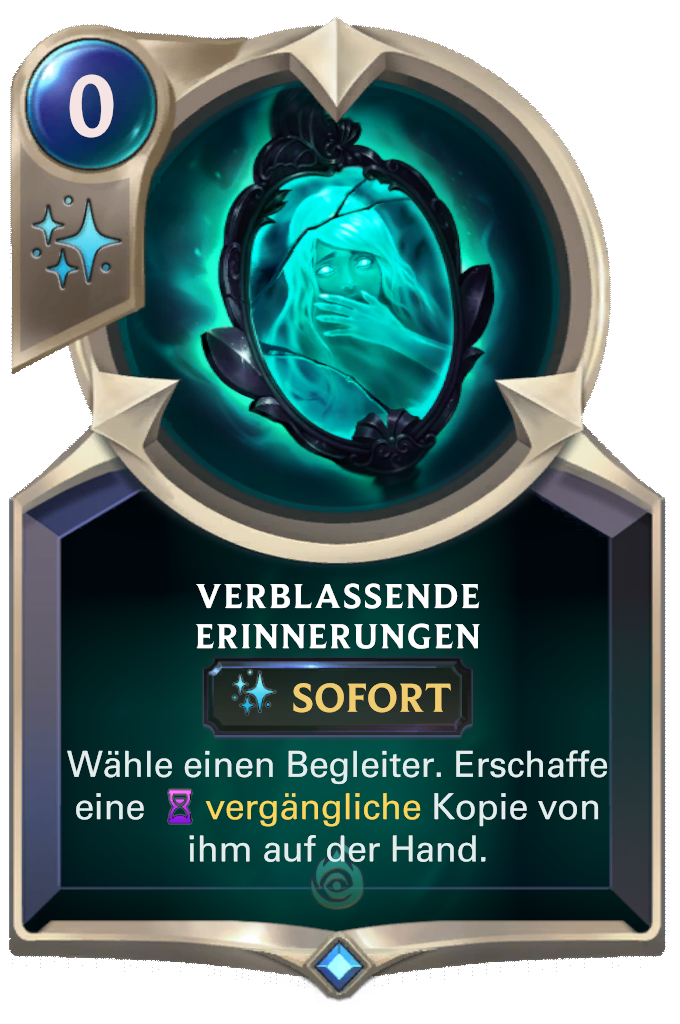 0
VERBLASSENDE
ERINNERUNGEN
SOFORT
Wähle einen Begleiter. Erschaffe
eine vergängliche Kopie von
ihm auf der Hand.